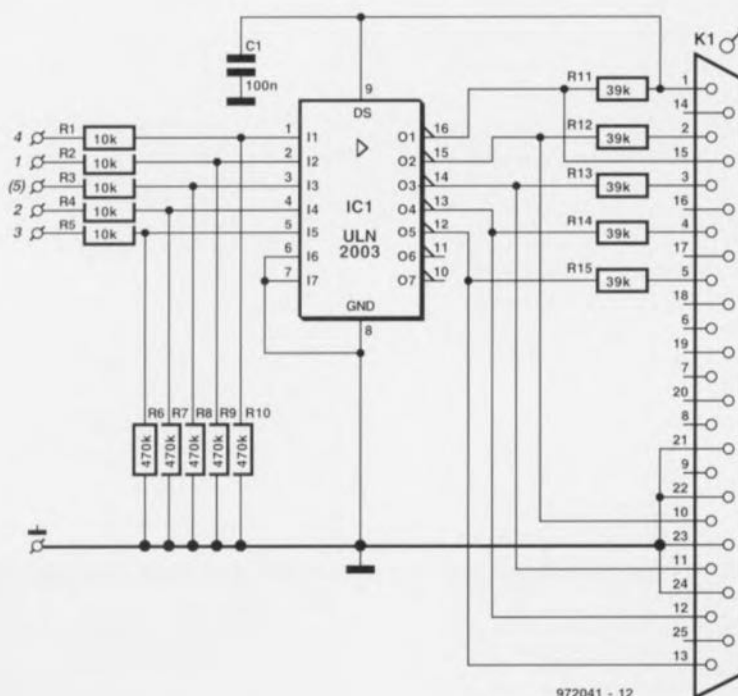 K1
C1
100n
9
DS
R11 39k 1
14
4 R1 10k 1 I1 O1 16 R12 39k 2
1 R2 10k 2 I2 O2 15 15
(5) R3 10k 3 I3 O3 14 R13 39k 3
2 R4 10k 4 I4 IC1 O4 13 16
3 R5 10k 5 I5 ULN O5 12 R14 39k 4
6 I6 2003 O6 11 17
7 I7 O7 10 R15 39k 5
GND
8
18
6
19
7
20
8
R6 R7 R8 R9 R10
470k 470k 470k 470k 470k
21
9
22
10
23
11
24
12
25
13
972041 - 12